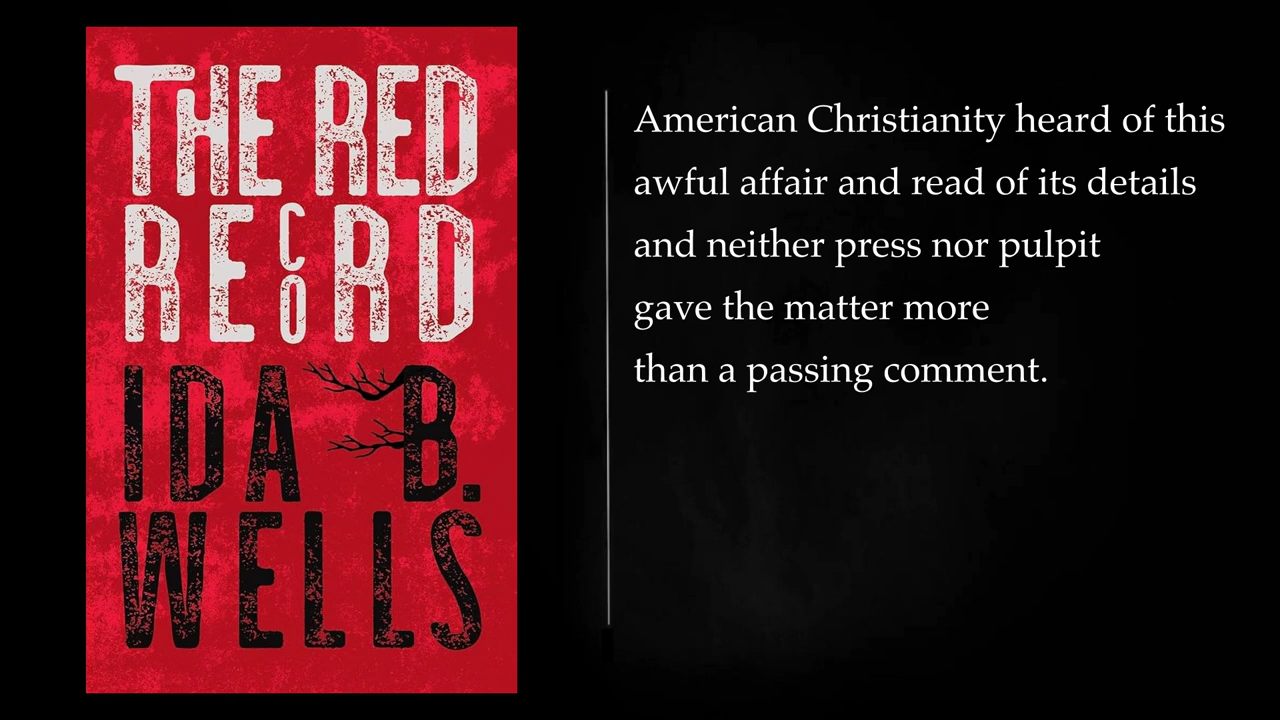 THE RED
RECORD
IDA B.
WELLS
American Christianity heard of this
awful affair and read of its details
and neither press nor pulpit
gave the matter more
than a passing comment.